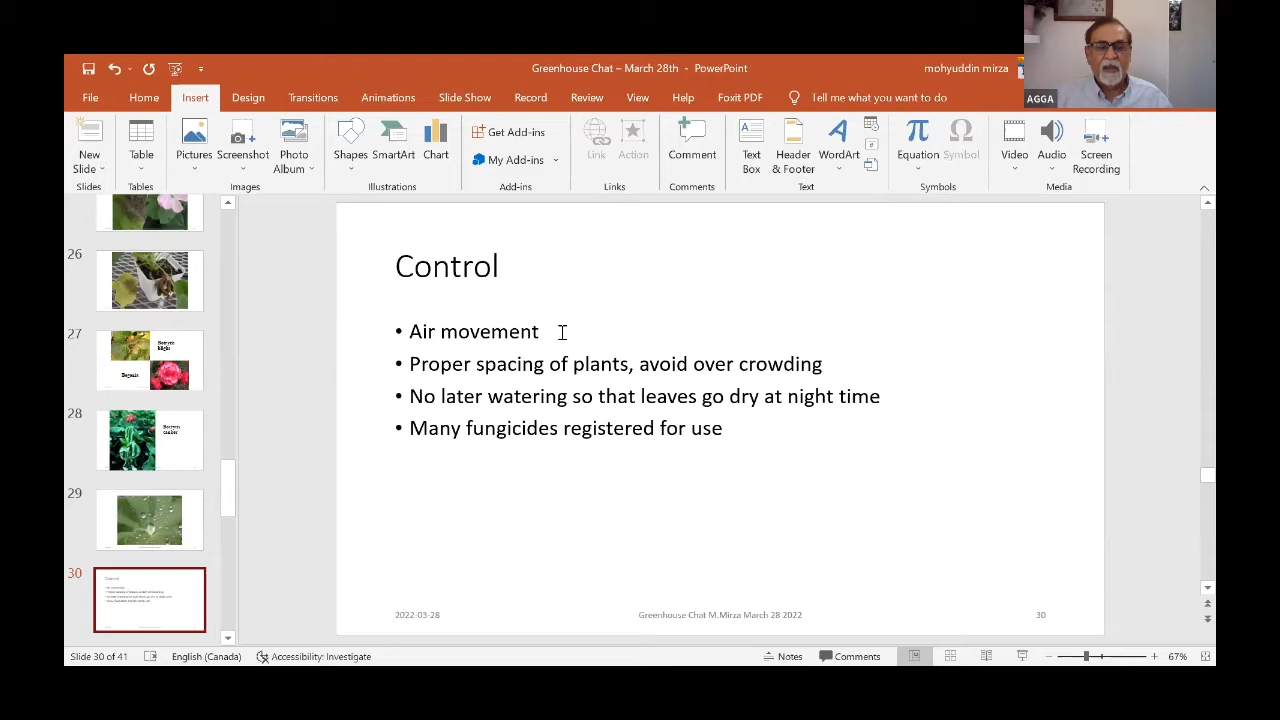 Greenhouse Chat – March 28th - PowerPoint
mohyuddin mirza
AGGA
File Home Insert Design Transitions Animations Slide Show Record Review View Help Foxit PDF Tell me what you want to do
New Slide
Slides
Table
Tables
Pictures Screenshot Photo Album
Images
Shapes SmartArt Chart
Illustrations
Get Add-ins
My Add-ins
Add-ins
Link Action
Links
Comment
Comments
Text Box Header & Footer WordArt
Text
Equation Symbol
Symbols
Video Audio Screen Recording
Media
26
27
Botrytis
blight
Begonia
28
Botrytis
canker
29
30
Control
• Air movement
• Proper spacing of plants, avoid over crowding
• No later watering so that leaves go dry at night time
• Many fungicides registered for use
2022-03-28 Greenhouse Chat M.Mirza March 28 2022 30
Slide 30 of 41 English (Canada) Accessibility: Investigate Notes Comments 67%